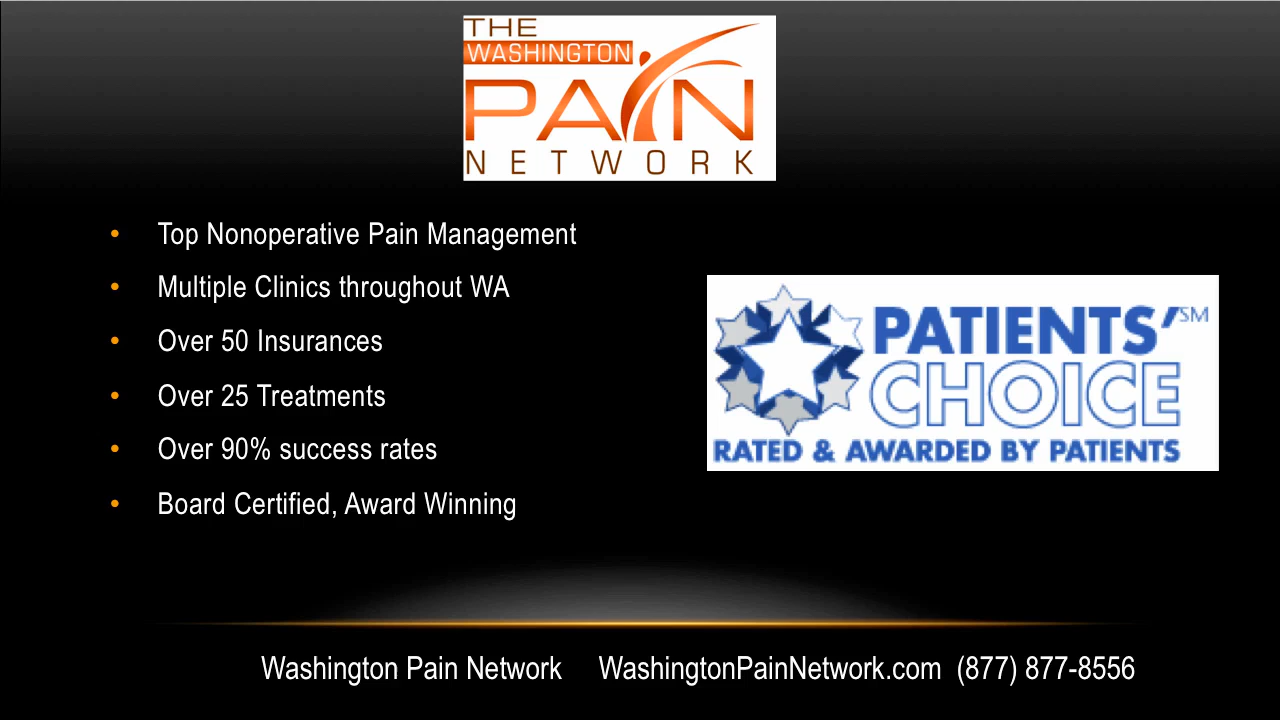 THE
WASHINGTON
PAIN
NETWORK
• Top Nonoperative Pain Management
• Multiple Clinics throughout WA
• Over 50 Insurances
• Over 25 Treatments
• Over 90% success rates
• Board Certified, Award Winning
PATIENTS’ SM
CHOICE
RATED & AWARDED BY PATIENTS
Washington Pain Network WashingtonPainNetwork.com (877) 877-8556